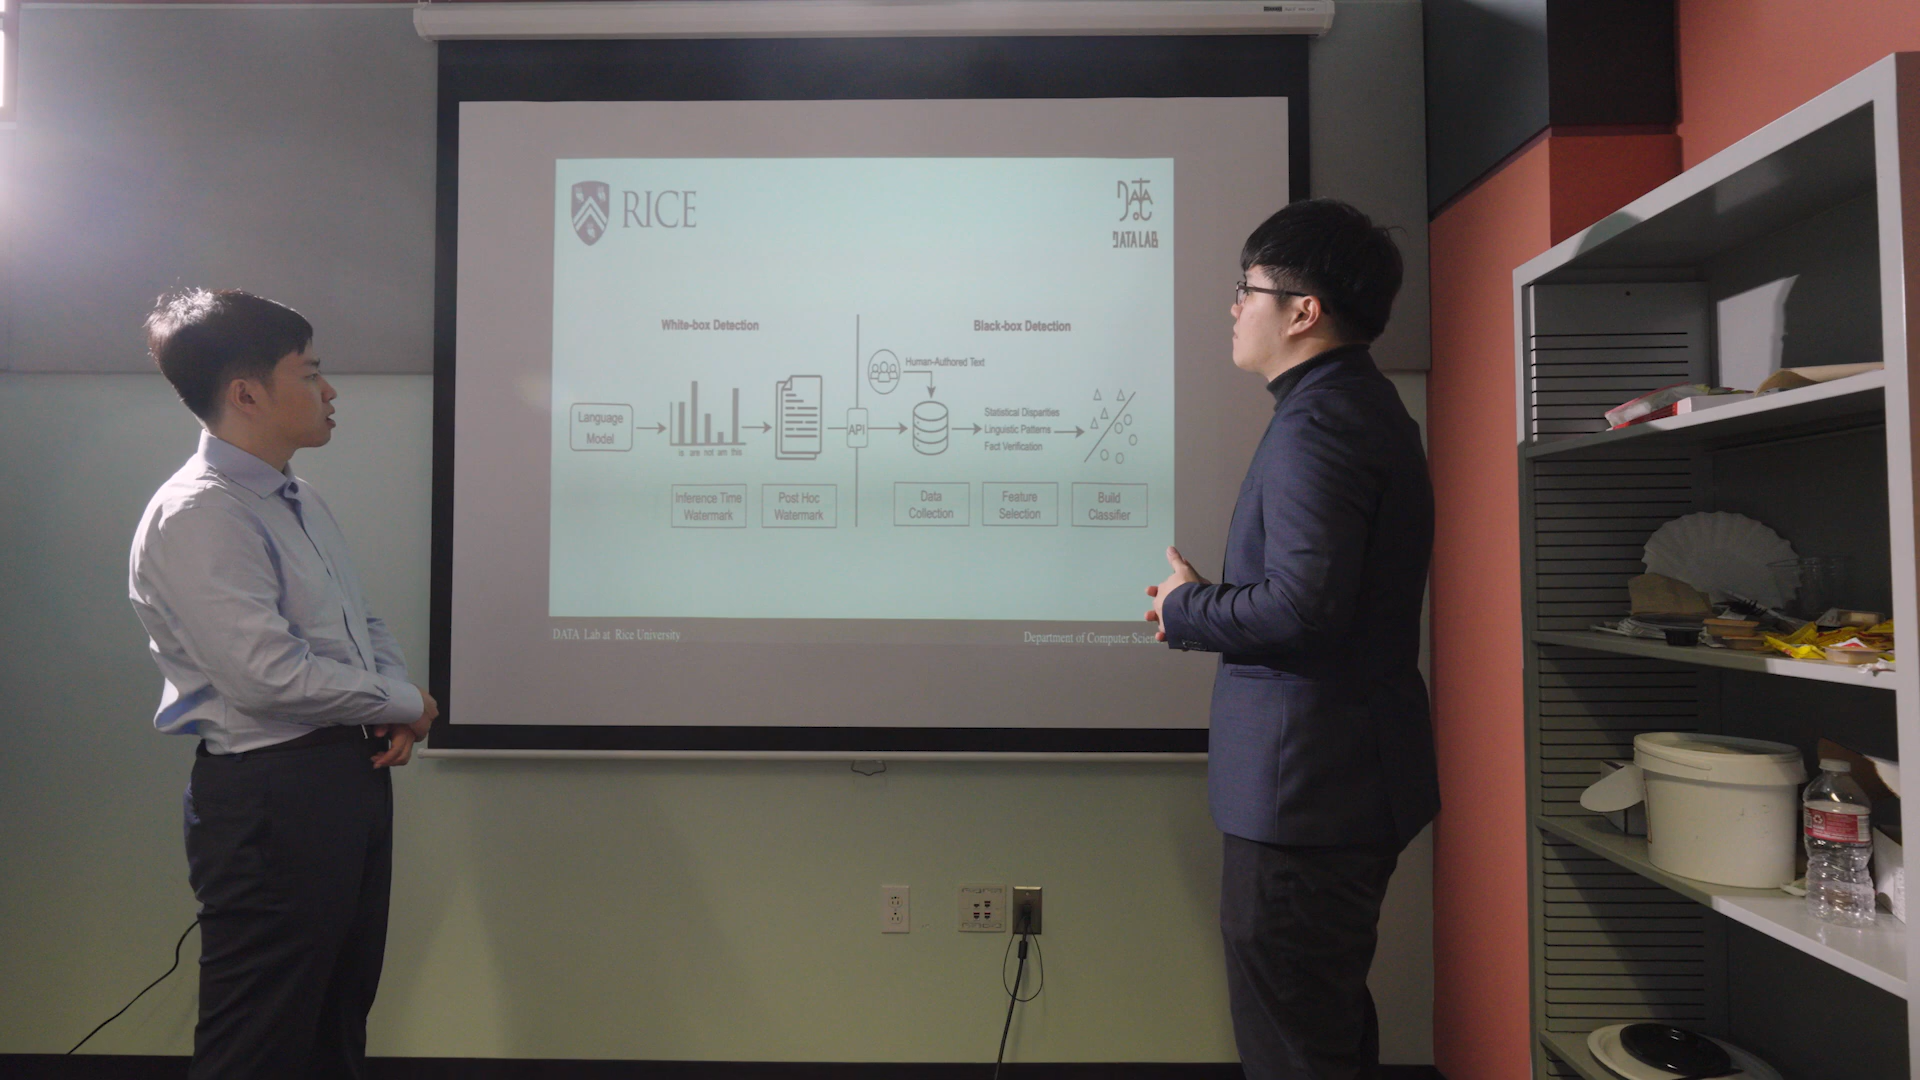 RICE
DATA LAB
White-box Detection
Black-box Detection
Human-Authored Text
Language
Model
is are not am this
API
Statistical Disparities
Linguistic Patterns
Fact Verification
Inference Time
Watermark
Post Hoc
Watermark
Data
Collection
Feature
Selection
Build
Classifier
DATA Lab at Rice University
Department of Computer Scien